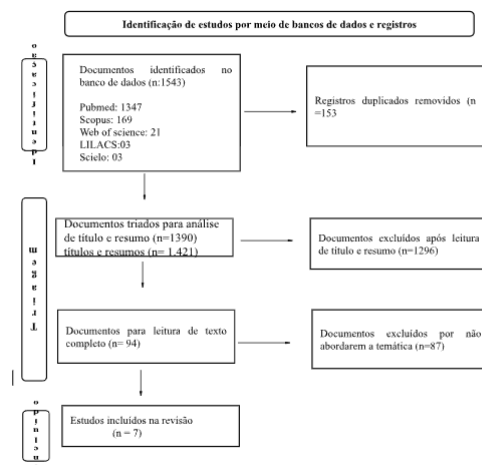 Identificação de estudos por meio de bancos de dados e registros
Identificação
Documentos identificados no
banco de dados (n:1543)
Pubmed: 1347
Scopus: 169
Web of science: 21
LILACS:03
Scielo: 03
Registros duplicados removidos (n
=153
Triagem
Documentos triados para análise
de título e resumo (n=1390)
títulos e resumos (n= 1.421)
Documentos excluídos após leitura
de título e resumo (n=1296)
Documentos para leitura de texto
completo (n= 94)
Documentos excluídos por não
abordarem a temática (n=87)
Estudos incluídos na revisão
(n = 7)